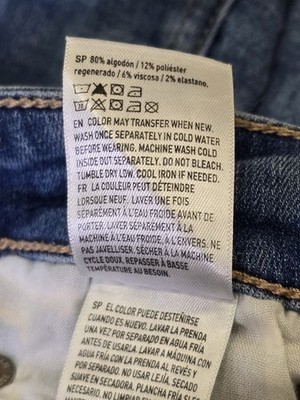 SP 80% algodón / 12% poliéster
regenerado / 6% viscosa / 2% elastano.
EN COLOR MAY TRANSFER WHEN NEW.
WASH ONCE SEPARATELY IN COLD WATER
BEFORE WEARING. MACHINE WASH COLD
INSIDE OUT SEPARATELY. DO NOT BLEACH.
TUMBLE DRY LOW. COOL IRON IF NEEDED.
FR LA COULEUR PEUT DÉTEINDRE
LORSQUE NEUF. LAVER UNE FOIS
SÉPARÉMENT À L'EAU FROIDE AVANT DE
PORTER. LAVER SÉPARÉMENT À LA
MACHINE À L'EAU FROIDE, À L'ENVERS. NE
PAS JAVELLISER. SÉCHER À LA MACHINE
CYCLE DOUX. REPASSER À BASSE
TEMPÉRATURE AU BESOIN.
SP EL COLOR PUEDE DESTEÑIRSE
CUANDO ES NUEVO. LAVAR LA PRENDA
UNA VEZ POR SEPARADO EN AGUA FRÍA
ANTES DE USARLA. LAVAR A MÁQUINA CON
AGUA FRÍA CON LA PRENDA AL REVÉS Y
POR SEPARADO. NO USAR LEJÍA. SECADO
SUAVE EN SECADORA. PLANCHA FRÍA SI ES